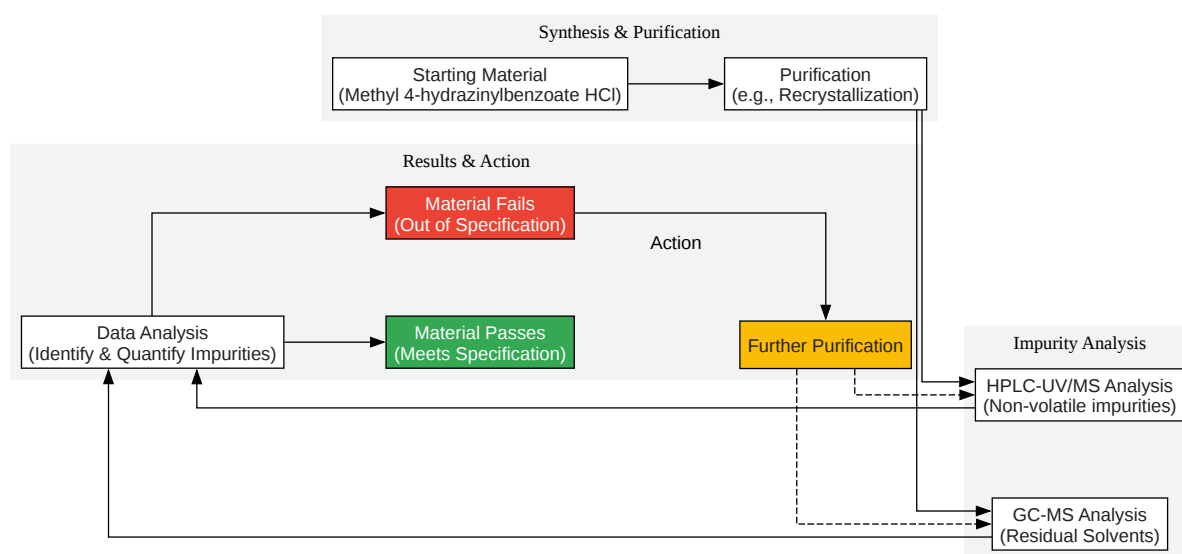 Synthesis & Purification
Starting Material
(Methyl 4-hydrazinylbenzoate HCl)
Purification
(e.g., Recrystallization)
Results & Action
Material Fails
(Out of Specification)
Action
Data Analysis
(Identify & Quantify Impurities)
Material Passes
(Meets Specification)
Further Purification
Impurity Analysis
HPLC-UV/MS Analysis
(Non-volatile impurities)
GC-MS Analysis
(Residual Solvents)